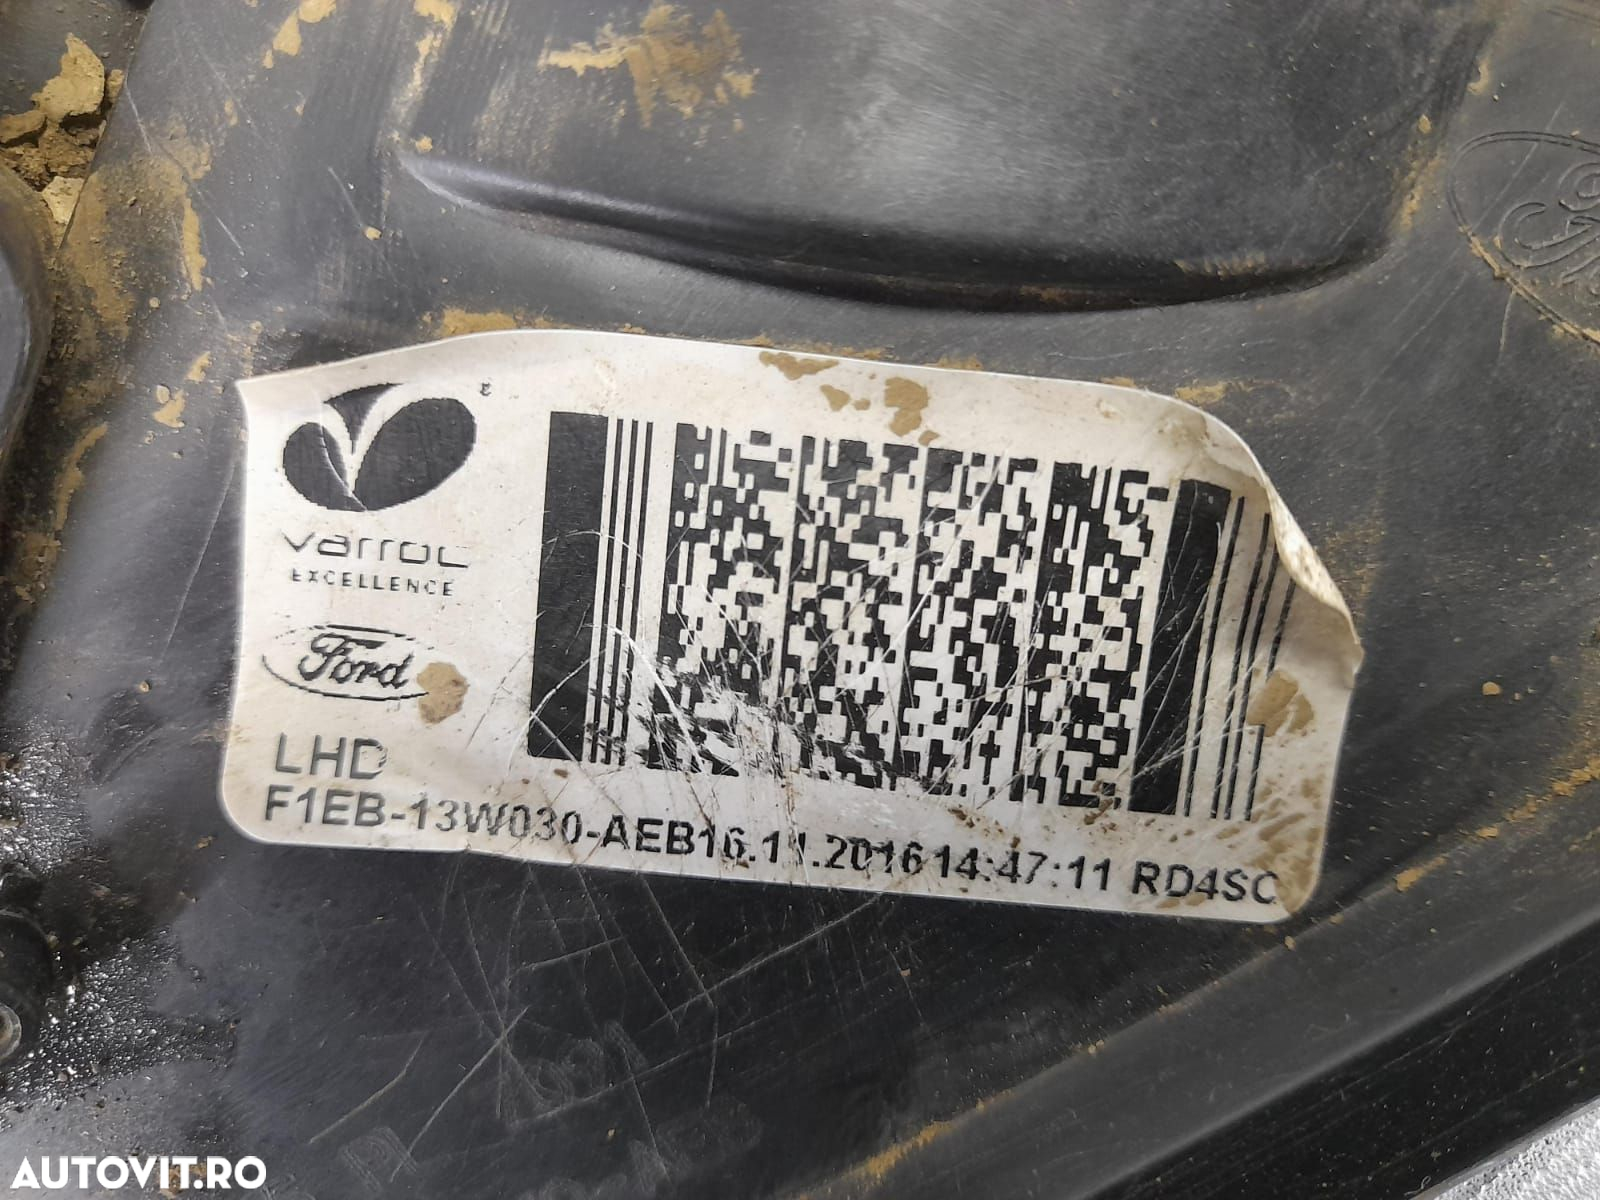 varroc
EXCELLENCE
Ford
LHD
F1EB-13W030-AEB16.11.2016 14:47:11 RD4SC
AUTOVIT.RO